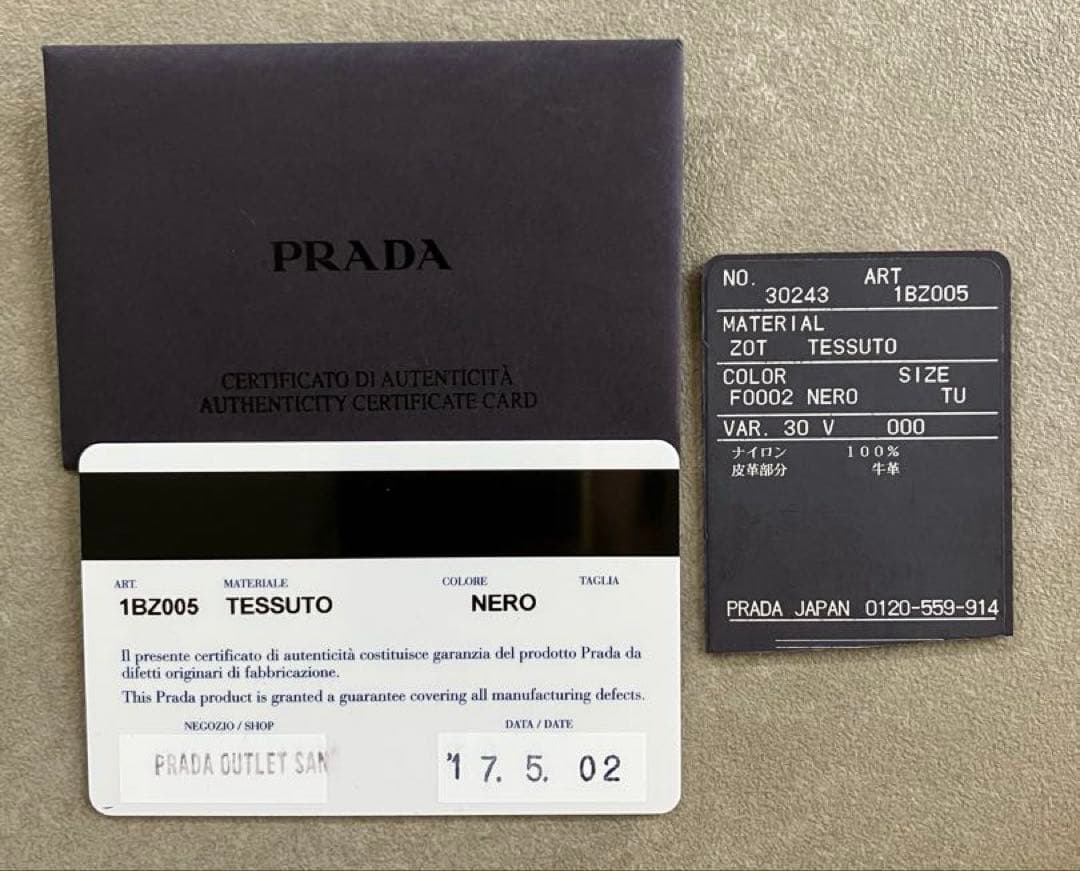 PRADA
CERTIFICATO DI AUTENTICITÀ
AUTHENTICITY CERTIFICATE CARD
ART. MATERIALE COLORE TAGLIA
1BZ005 TESSUTO NERO
Il presente certificato di autenticità costituisce garanzia del prodotto Prada da
difetti originari di fabbricazione.
This Prada product is granted a guarantee covering all manufacturing defects.
NEGOZIO / SHOP DATA / DATE
PRADA OUTLET SAN '17. 5. 02
NO. ART
30243 1BZ005
MATERIAL
ZOT TESSUTO
COLOR SIZE
F0002 NERO TU
VAR. 30 V 000
ナイロン 100%
皮革部分 牛革
PRADA JAPAN 0120-559-914